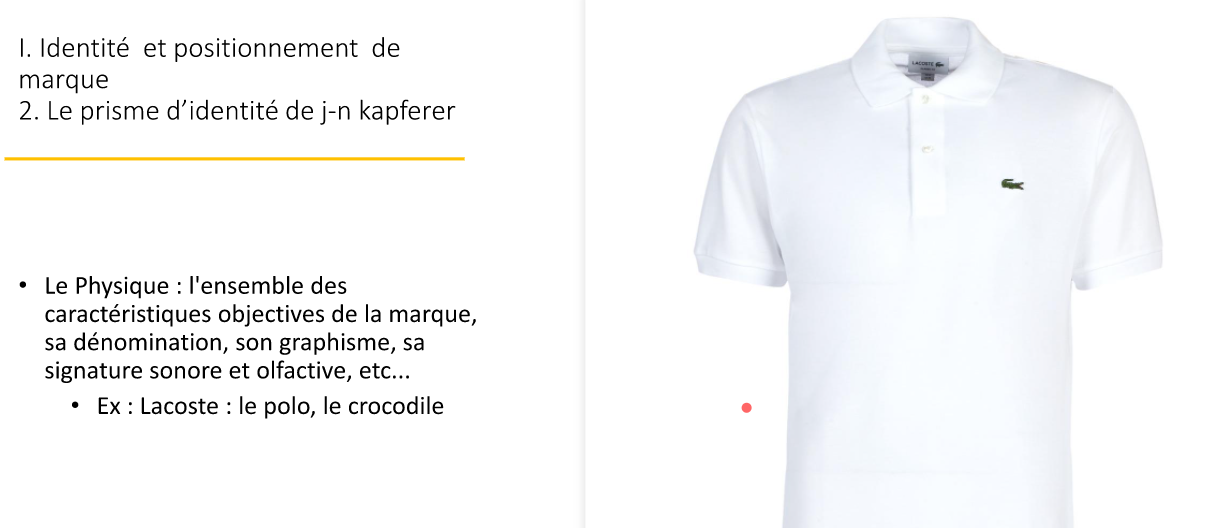 I. Identité et positionnement de
marque
2. Le prisme d’identité de j-n kapferer
• Le Physique : l'ensemble des
caractéristiques objectives de la marque,
sa dénomination, son graphisme, sa
signature sonore et olfactive, etc...
• Ex : Lacoste : le polo, le crocodile
LACOSTE